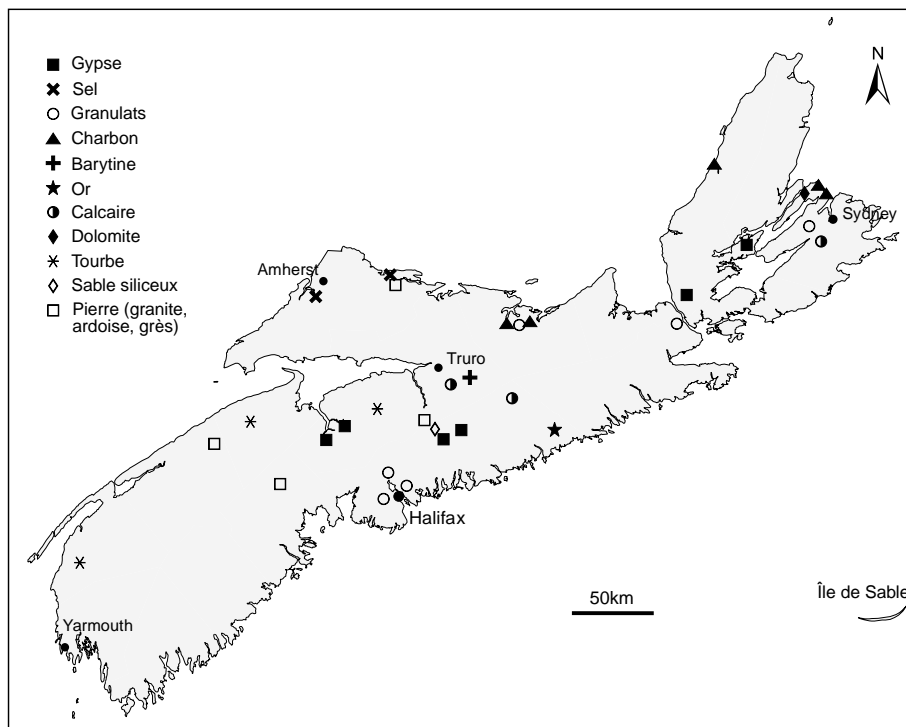 Gypse
Sel
Granulats
Charbon
Barytine
Or
Calcaire
Dolomite
Tourbe
Sable siliceux
Pierre (granite,
ardoise, grès)
N
Sydney
Amherst
Truro
Halifax
50km
Île de Sable
Yarmouth